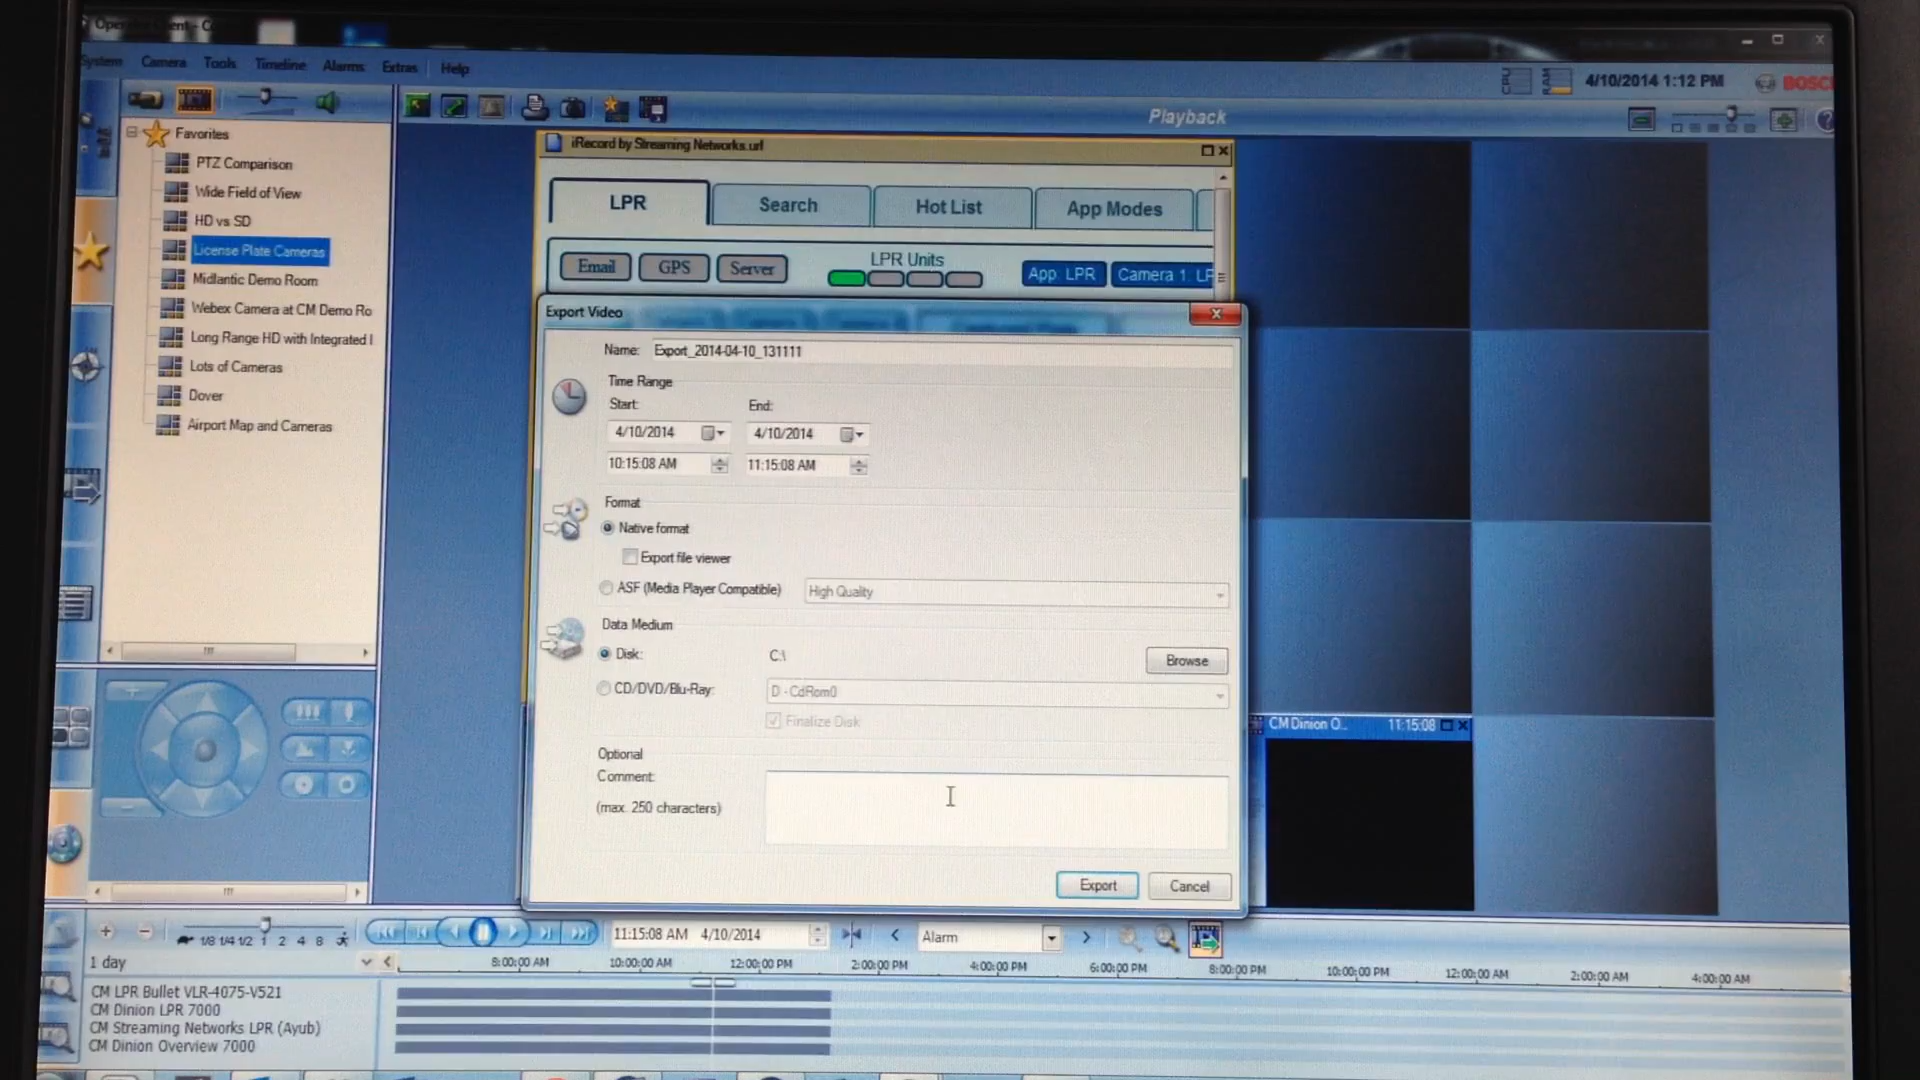 System Camera Tools Timeline Alarms Extras Help
CPU RAM 4/10/2014 1:12 PM BOSCH
Playback
Favorites
PTZ Comparison
Wide Field of View
HD vs SD
License Plate Cameras
Midlantic Demo Room
Webex Camera at CM Demo Ro
Long Range HD with Integrated I
Lots of Cameras
Dover
Airport Map and Cameras
iRecord by Streaming Networks.url
LPR Search Hot List App Modes
Email GPS Server
LPR Units
App LPR Camera 1. LP
Export Video
Name: Export_2014-04-10_131111
Time Range
Start: End:
4/10/2014 4/10/2014
10:15:08 AM 11:15:08 AM
Format
Native format
Export file viewer
ASF (Media Player Compatible) High Quality
Data Medium
Disk: C:\ Browse
CD/DVD/Blu-Ray: D - CdRom0
Finalize Disk
Optional
Comment:
(max. 250 characters)
Export Cancel
CM Dinion O... 11:15:08
1/8 1/4 1/2 1 2 4 8
11:15:08 AM 4/10/2014
Alarm
1 day
8:00:00 AM 10:00:00 AM 12:00:00 PM 2:00:00 PM 4:00:00 PM 6:00:00 PM 8:00:00 PM 10:00:00 PM 12:00:00 AM 2:00:00 AM 4:00:00 AM
CM LPR Bullet VLR-4075-V521
CM Dinion LPR 7000
CM Streaming Networks LPR (Ayub)
CM Dinion Overview 7000